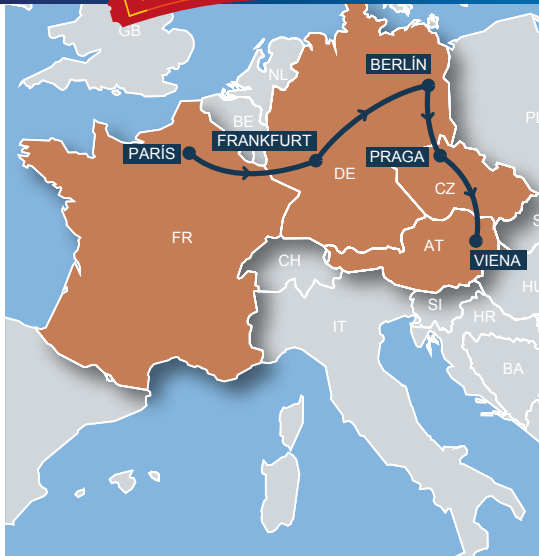 GB
NL
BERLÍN
BE
FRANKFURT
PARÍS
PRAGA
DE
CZ
FR
AT
VIENA
CH
SI
HR
IT
BA